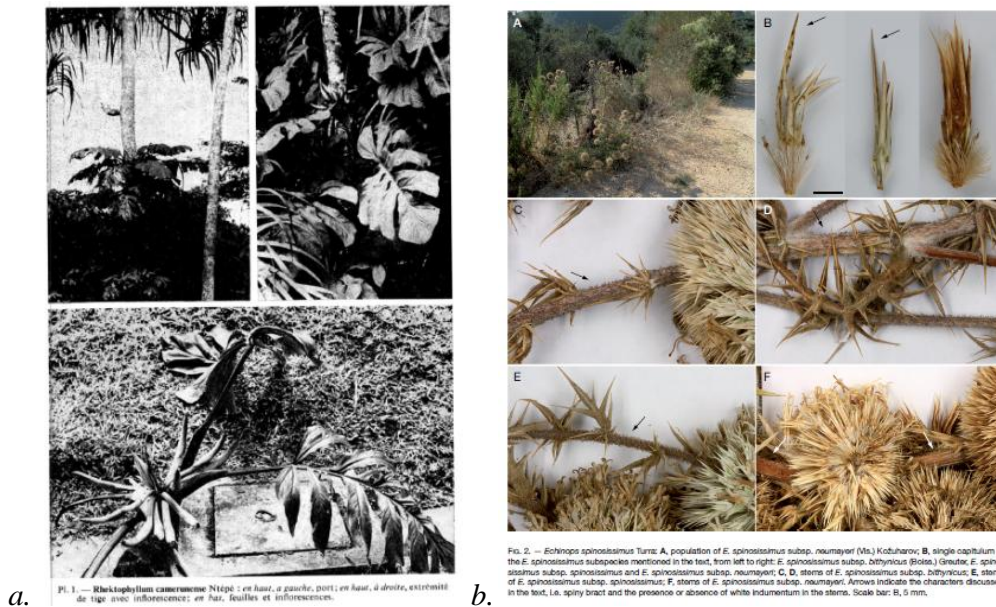 A
B
C
D
E
F
Pl. 1. — Rhektophyllum camerunense Ntépé : en haut, a gauche, port; en haut, à droite, extrémité
de tige avec inflorescence; en bas, feuilles et inflorescences.
FIG. 2. — Echinops spinosissimus Turra: A, population of E. spinosissimus subsp. neumayeri (Vis.) Kožuharov; B, single capitulum
the E. spinosissimus subspecies mentioned in the text, from left to right: E. spinosissimus subsp. bithynicus (Boiss.) Greuter, E. spin
sissimus subsp. spinosissimus and E. spinosissimus subsp. neumayeri; C, D, stems of E. spinosissimus subsp. bithynicus; E, stem
of E. spinosissimus subsp. spinosissimus; F, stems of E. spinosissimus subsp. neumayeri. Arrows indicate the characters discusse
in the text, i.e. spiny bract and the presence or absence of white indumentum in the stems. Scale bar: B, 5 mm.
a.
b.